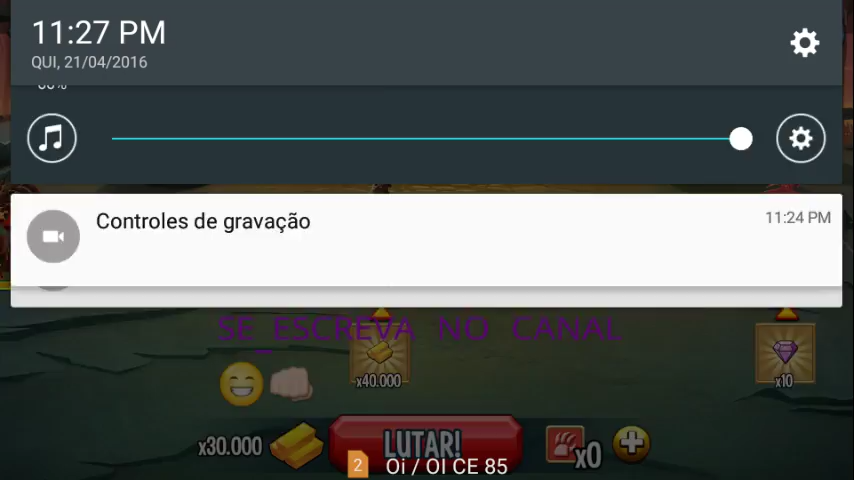 11:27 PM
QUI, 21/04/2016
Controles de gravação
11:24 PM
SE_ESCREVA NO CANAL
x40.000
x10
x30.000
LUTAR!
x0
2
Oi / OI CE 85